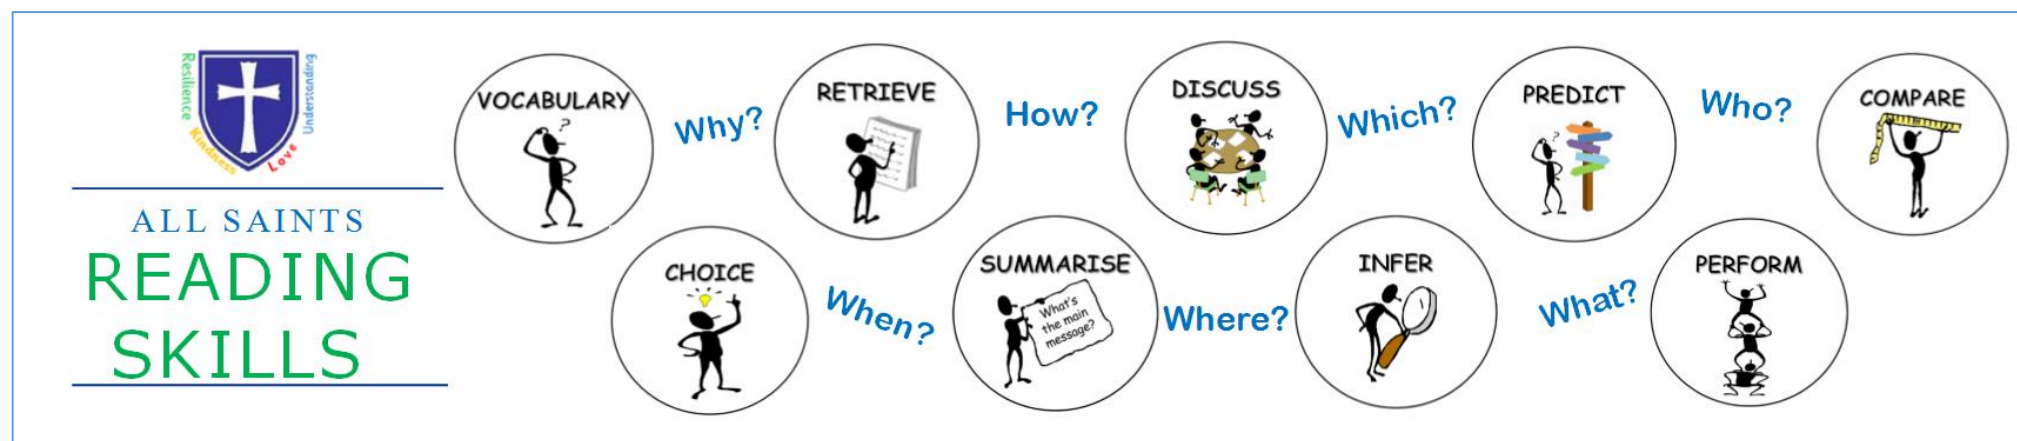 Resilience
Kindness
Love
Understanding
ALL SAINTS
READING
SKILLS
VOCABULARY
?
Why?
RETRIEVE
How?
DISCUSS
Which?
PREDICT
?
Who?
COMPARE
CHOICE
When?
SUMMARISE
What's
the main
message?
Where?
INFER
What?
PERFORM